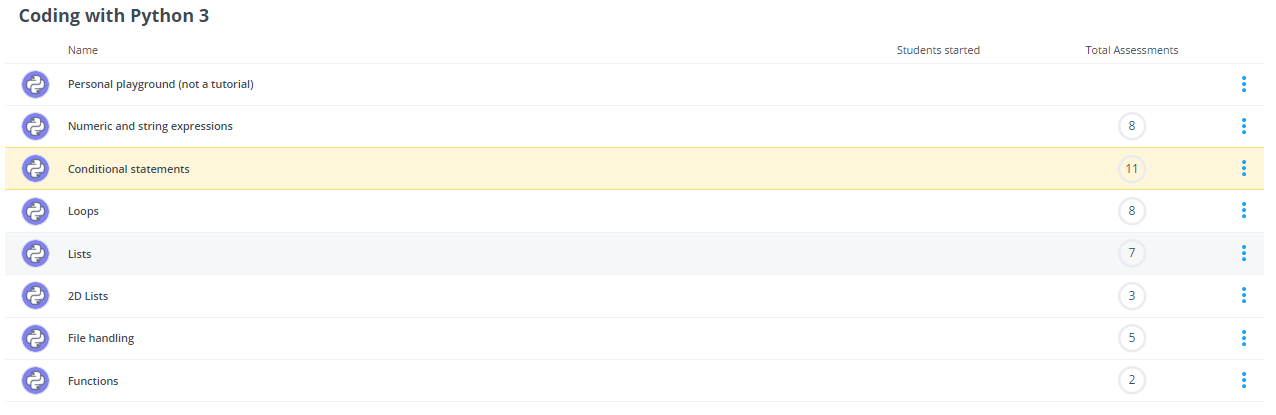 Coding with Python 3
Name Students started Total Assessments
Personal playground (not a tutorial)
Numeric and string expressions 8
Conditional statements 11
Loops 8
Lists 7
2D Lists 3
File handling 5
Functions 2